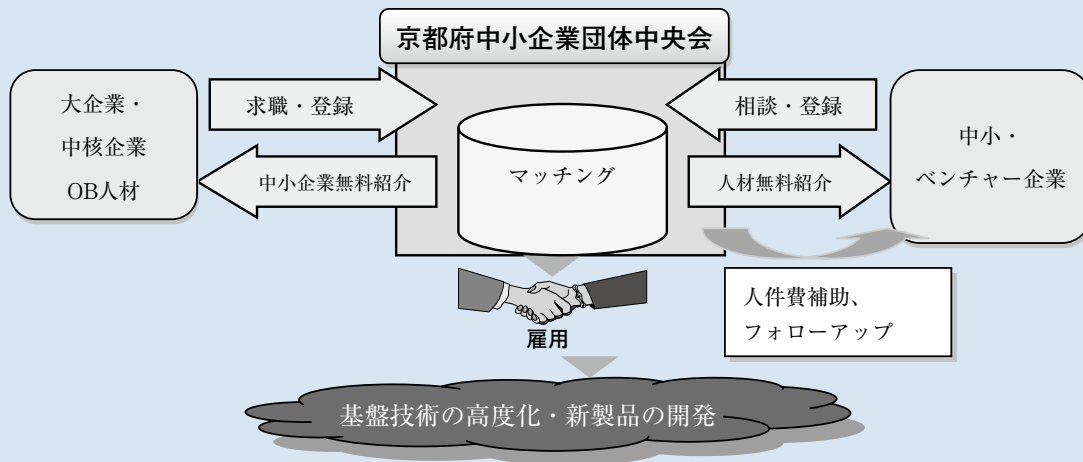 京都府中小企業団体中央会
大企業・
中核企業
OB人材
求職・登録
中小企業無料紹介
マッチング
相談・登録
人材無料紹介
中小・
ベンチャー企業
人件費補助、
フォローアップ
雇用
基盤技術の高度化・新製品の開発